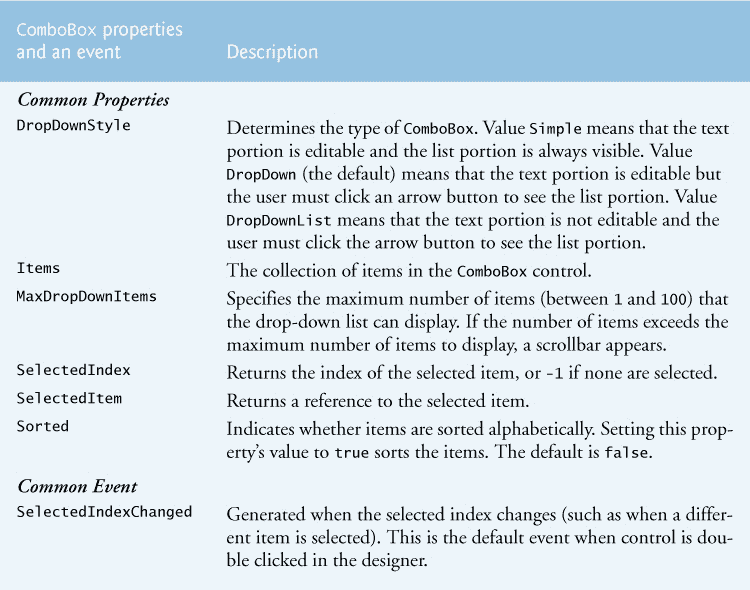 ComboBox properties
and an event
Description
Common Properties
DropDownStyle
Determines the type of ComboBox. Value Simple means that the text
portion is editable and the list portion is always visible. Value
DropDown (the default) means that the text portion is editable but
the user must click an arrow button to see the list portion. Value
DropDownList means that the text portion is not editable and the
user must click the arrow button to see the list portion.
Items
The collection of items in the ComboBox control.
MaxDropDownItems
Specifies the maximum number of items (between 1 and 100) that
the drop-down list can display. If the number of items exceeds the
maximum number of items to display, a scrollbar appears.
SelectedIndex
Returns the index of the selected item, or -1 if none are selected.
SelectedItem
Returns a reference to the selected item.
Sorted
Indicates whether items are sorted alphabetically. Setting this prop-
erty's value to true sorts the items. The default is false.
Common Event
SelectedIndexChanged
Generated when the selected index changes (such as when a differ-
ent item is selected). This is the default event when control is dou-
ble clicked in the designer.